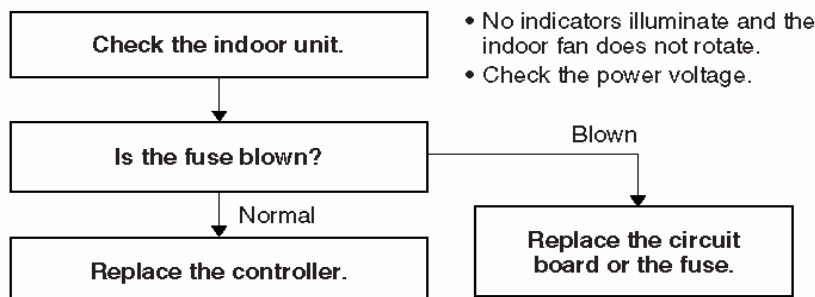 Check the indoor unit.
• No indicators illuminate and the
indoor fan does not rotate.
• Check the power voltage.
Is the fuse blown?
Blown
Normal
Replace the controller.
Replace the circuit
board or the fuse.